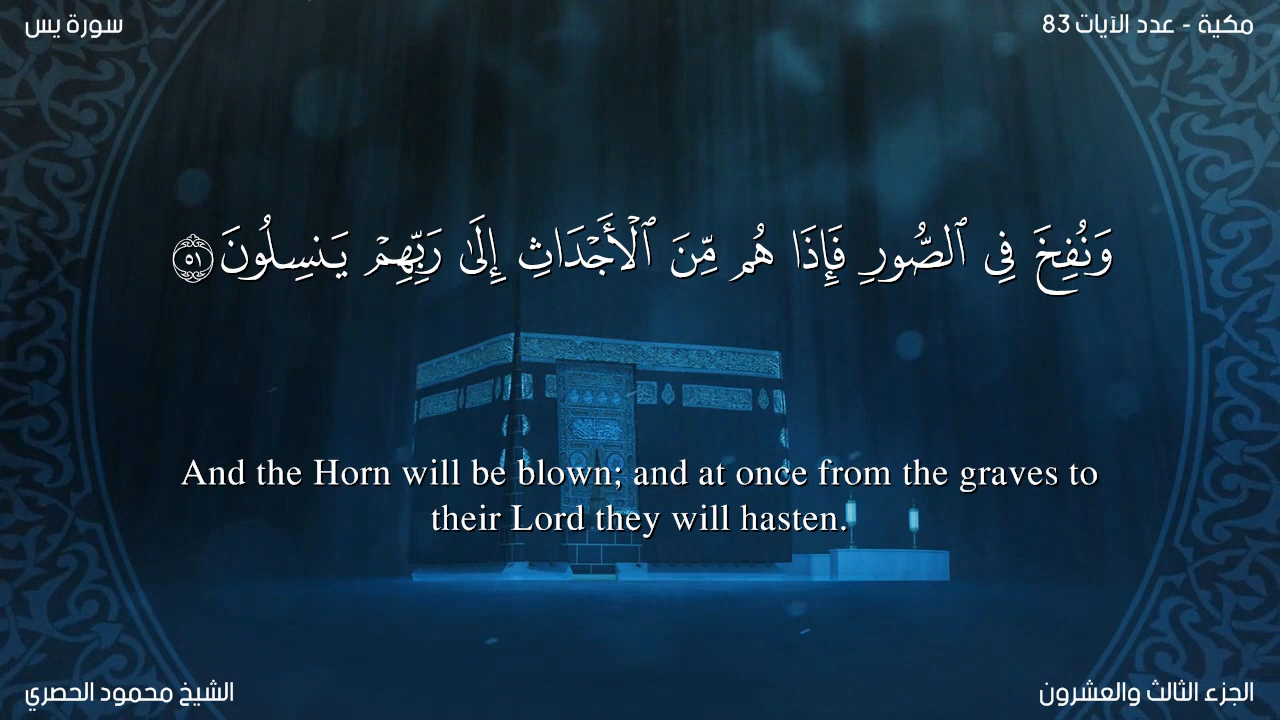 سورة يس
مكية - عدد الآيات 83
وَنُفِخَ فِى ٱلصُّورِ فَإِذَا هُم مِّنَ ٱلْأَجْدَاثِ إِلَىٰ رَبِّهِمْ يَنسِلُونَ ٥١
And the Horn will be blown; and at once from the graves to
their Lord they will hasten.
الشيخ محمود الحصري
الجزء الثالث والعشرون